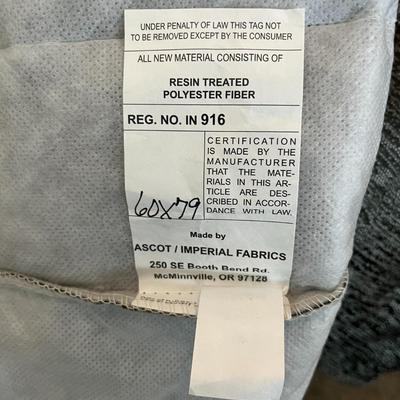 UNDER PENALTY OF LAW THIS TAG NOT
TO BE REMOVED EXCEPT BY THE CONSUMER
ALL NEW MATERIAL CONSISTING OF
RESIN TREATED
POLYESTER FIBER
REG. NO. IN 916
CERTIFICATION
IS MADE BY THE
MANUFACTURER
THAT THE MATE-
RIALS IN THIS AR-
TICLE ARE DES-
CRIBED IN ACCOR-
DANCE WITH LAW.
60X79
Made by
ASCOT / IMPERIAL FABRICS
250 SE Booth Bend Rd.
McMinnville, OR 97128